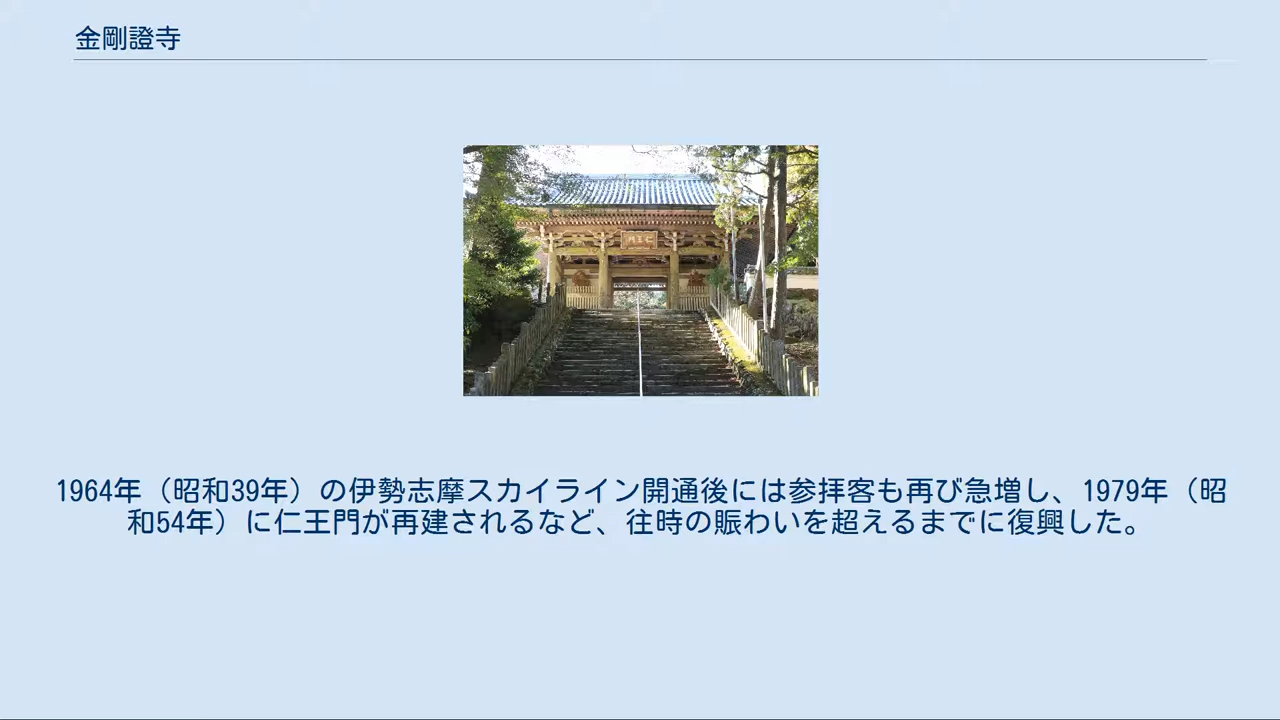 金剛證寺
仁王門
1964年（昭和39年）の伊勢志摩スカイライン開通後には参拝客も再び急増し、1979年（昭
和54年）に仁王門が再建されるなど、往時の賑わいを超えるまでに復興した。